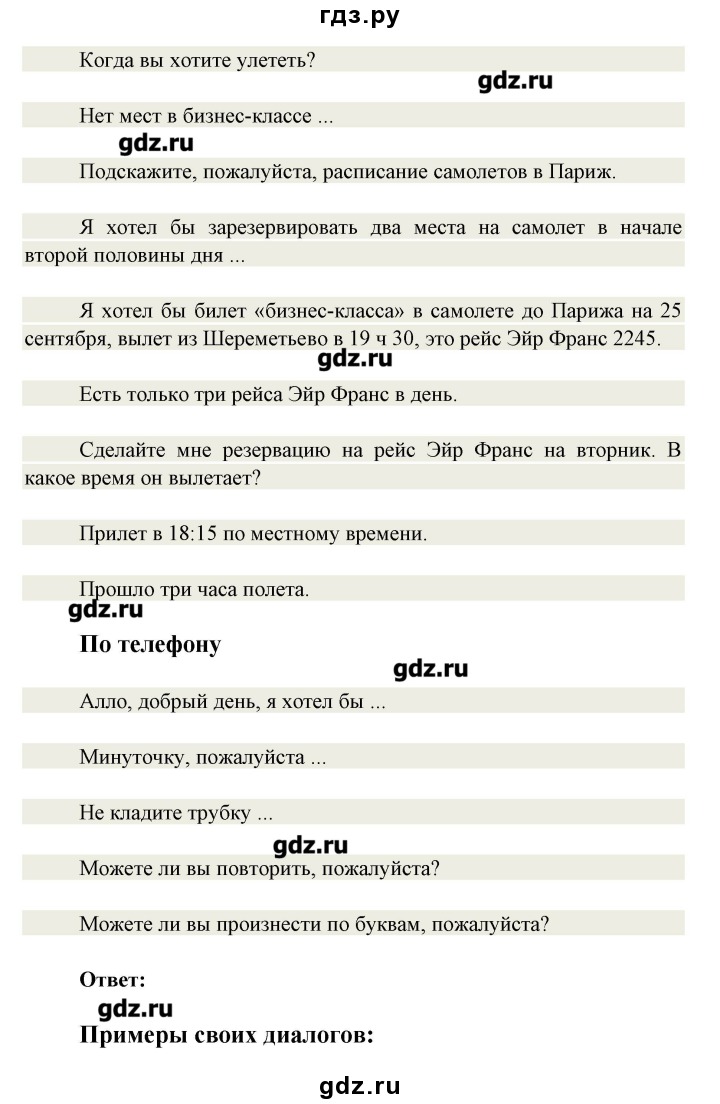 гдз.ру
Когда вы хотите улететь?
gdz.ru
Нет мест в бизнес-классе ...
gdz.ru
Подскажите, пожалуйста, расписание самолетов в Париж.
Я хотел бы зарезервировать два места на самолет в начале
второй половины дня ...
Я хотел бы билет «бизнес-класса» в самолете до Парижа на 25
сентября, вылет из Шереметьево в 19 ч 30, это рейс Эйр Франс 2245.
gdz.ru
Есть только три рейса Эйр Франс в день.
Сделайте мне резервацию на рейс Эйр Франс на вторник. В
какое время он вылетает?
Прилет в 18:15 по местному времени.
Прошло три часа полета.
gdz.ru
По телефону
gdz.ru
Алло, добрый день, я хотел бы ...
Минуточку, пожалуйста ...
Не кладите трубку ...
gdz.ru
Можете ли вы повторить, пожалуйста?
Можете ли вы произнести по буквам, пожалуйста?
Ответ:
gdz.ru
Примеры своих диалогов:
gdz.ru